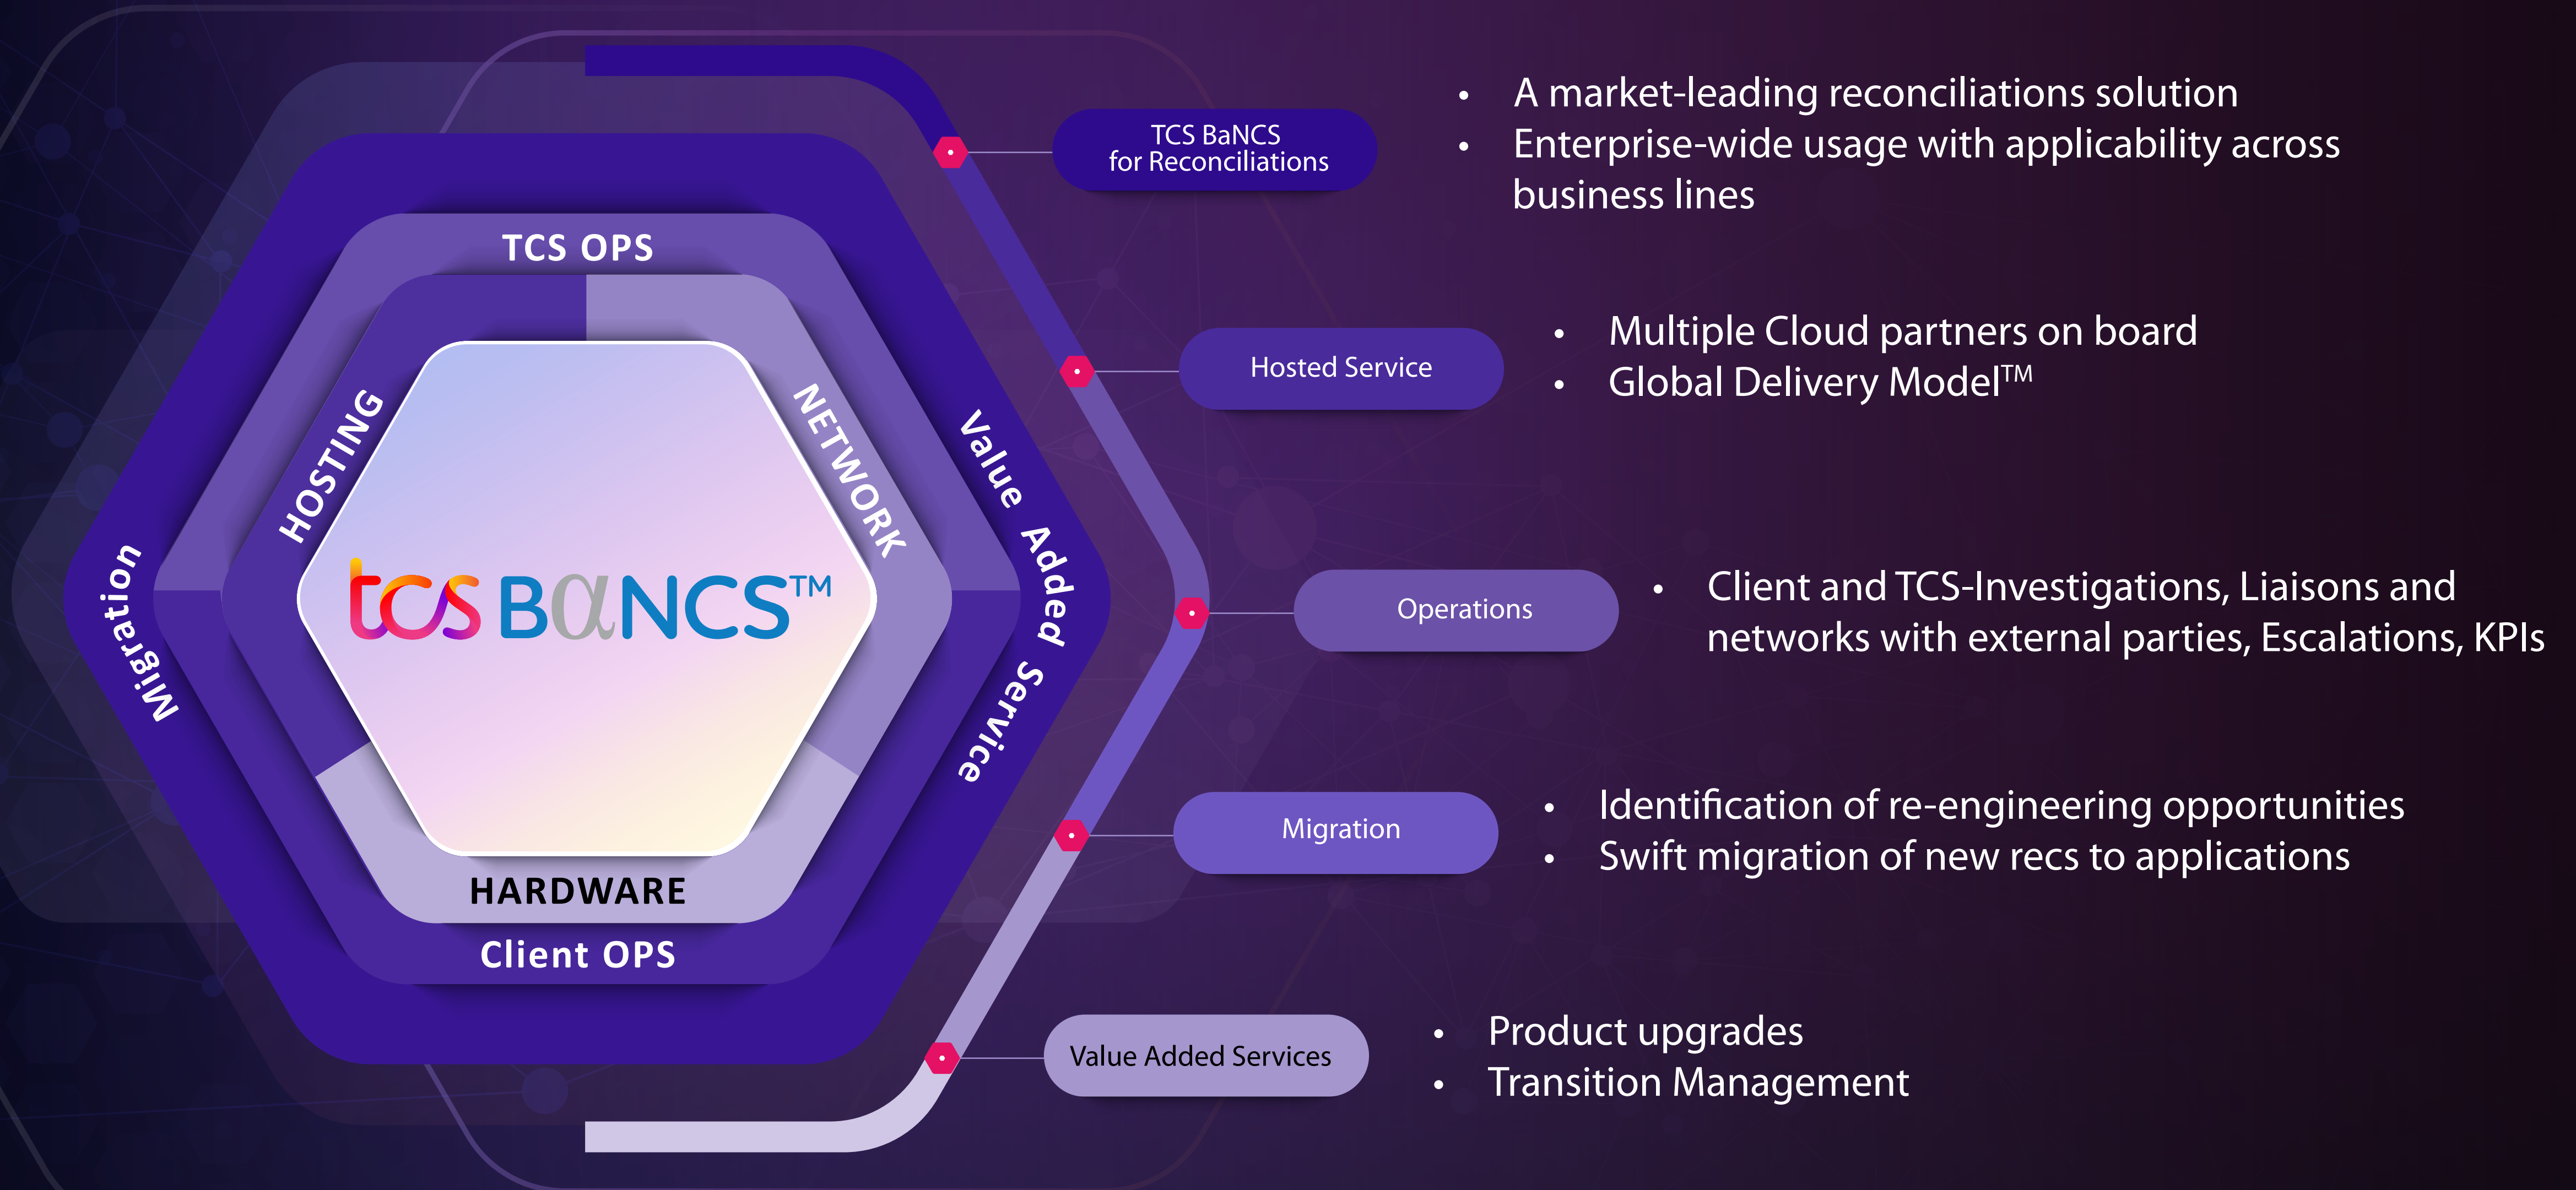 TCS OPS
HOSTING
NETWORK
Migration
Value Added Service
tcs BαNCS™
HARDWARE
Client OPS
TCS BaNCS
for Reconciliations
• A market-leading reconciliations solution
• Enterprise-wide usage with applicability across
business lines
Hosted Service
• Multiple Cloud partners on board
• Global Delivery Model™
Operations
• Client and TCS-Investigations, Liaisons and
networks with external parties, Escalations, KPIs
Migration
• Identification of re-engineering opportunities
• Swift migration of new recs to applications
Value Added Services
• Product upgrades
• Transition Management